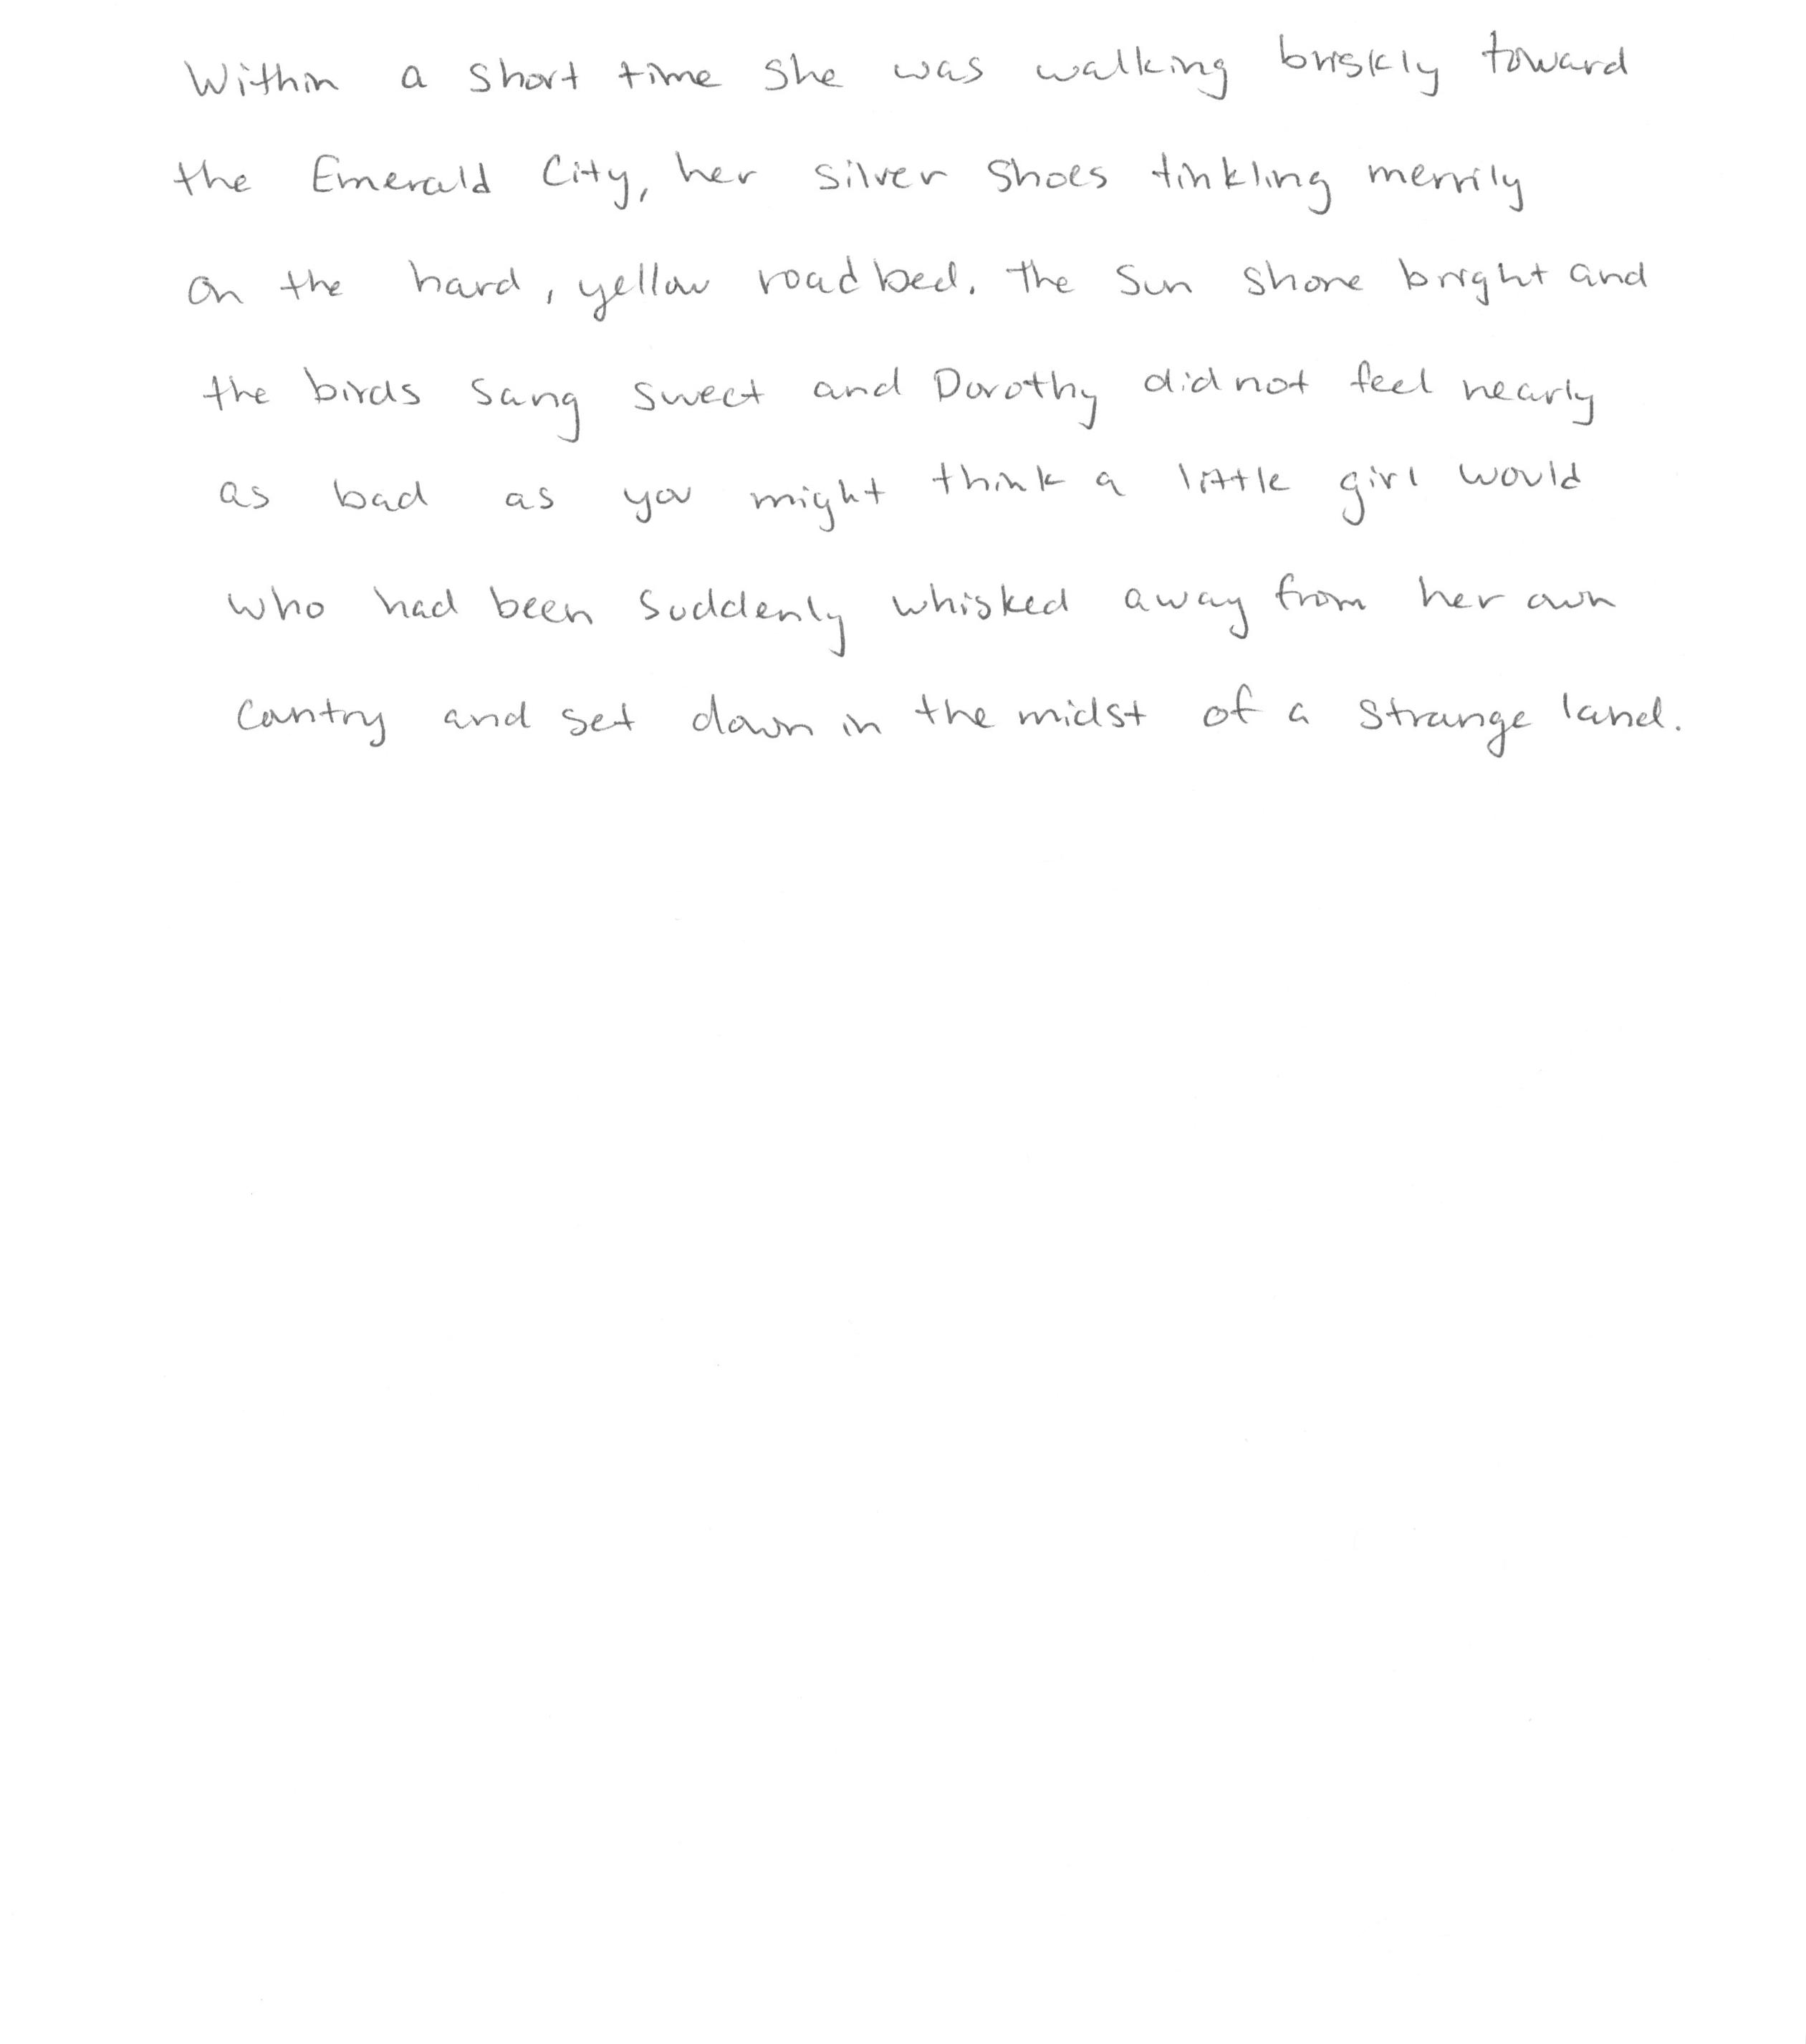 Within a short time she was walking briskly toward
the Emerald City, her silver shoes tinkling merrily
on the hard, yellow roadbed. The sun shone bright and
the birds sang sweet and Dorothy did not feel nearly
as bad as you might think a little girl would
who had been suddenly whisked away from her own
country and set down in the midst of a strange land.